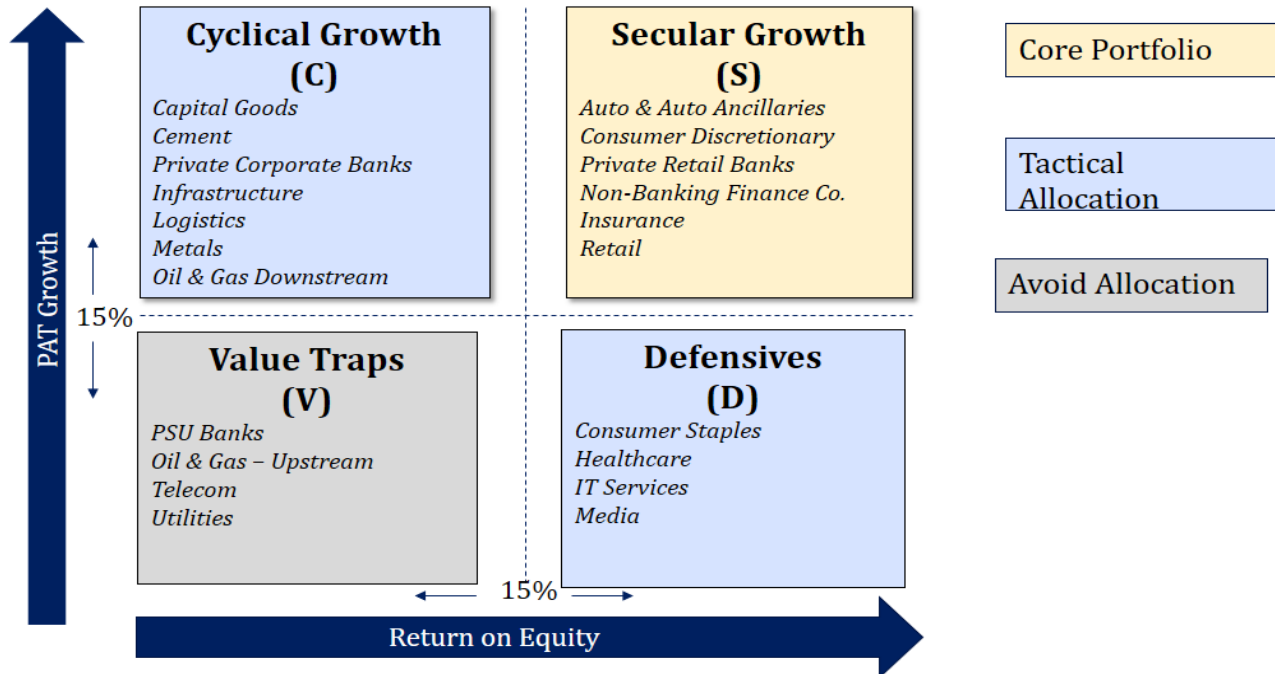 PAT Growth
15%
Cyclical Growth
(C)
Capital Goods
Cement
Private Corporate Banks
Infrastructure
Logistics
Metals
Oil & Gas Downstream
Secular Growth
(S)
Auto & Auto Ancillaries
Consumer Discretionary
Private Retail Banks
Non-Banking Finance Co.
Insurance
Retail
Value Traps
(V)
PSU Banks
Oil & Gas – Upstream
Telecom
Utilities
Defensives
(D)
Consumer Staples
Healthcare
IT Services
Media
15%
Return on Equity
Core Portfolio
Tactical
Allocation
Avoid Allocation